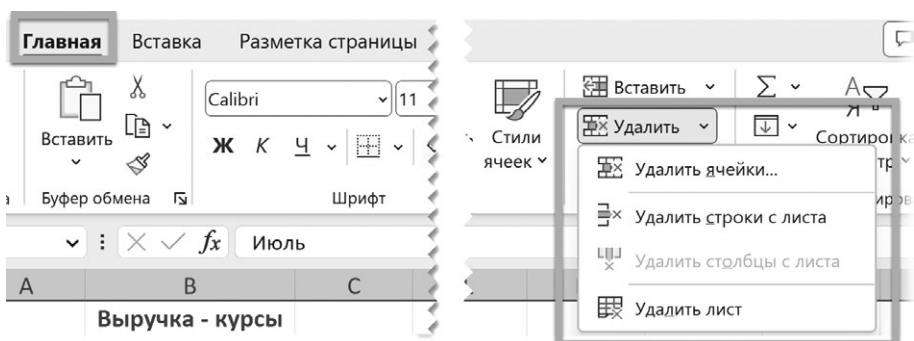 Главная Вставка Разметка страницы
Вставить
Буфер обмена
Calibri 11
Ж К Ч
Шрифт
fx Июль
A B C
Выручка - курсы
Стили
ячеек
Вставить
Удалить
Сортировка
Удалить ячейки...
Удалить строки с листа
Удалить столбцы с листа
Удалить лист